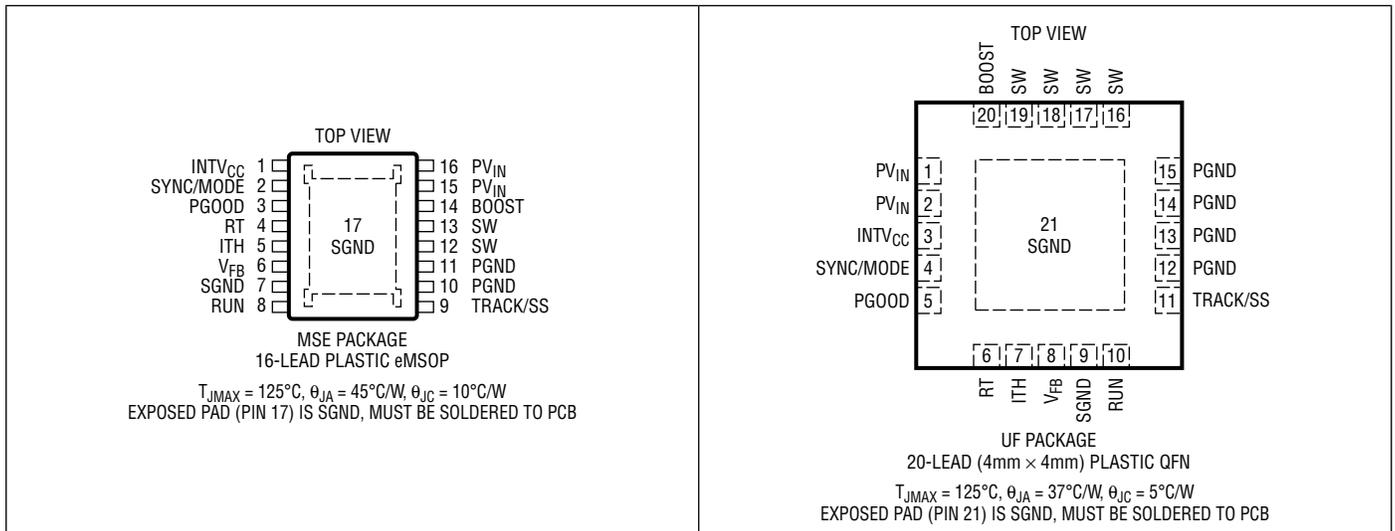 TOP VIEW
INTVCC 1
SYNC/MODE 2
PGOOD 3
RT 4
ITH 5
VFB 6
SGND 7
RUN 8
17
SGND
16 PVIN
15 PVIN
14 BOOST
13 SW
12 SW
11 PGND
10 PGND
9 TRACK/SS
MSE PACKAGE
16-LEAD PLASTIC eMSOP
TJMAX = 125°C, θJA = 45°C/W, θJC = 10°C/W
EXPOSED PAD (PIN 17) IS SGND, MUST BE SOLDERED TO PCB
TOP VIEW
BOOST SW SW SW SW
20 19 18 17 16
PVIN 1
PVIN 2
INTVCC 3
SYNC/MODE 4
PGOOD 5
21
SGND
15 PGND
14 PGND
13 PGND
12 PGND
11 TRACK/SS
6 7 8 9 10
RT ITH VFB SGND RUN
UF PACKAGE
20-LEAD (4mm × 4mm) PLASTIC QFN
TJMAX = 125°C, θJA = 37°C/W, θJC = 5°C/W
EXPOSED PAD (PIN 21) IS SGND, MUST BE SOLDERED TO PCB